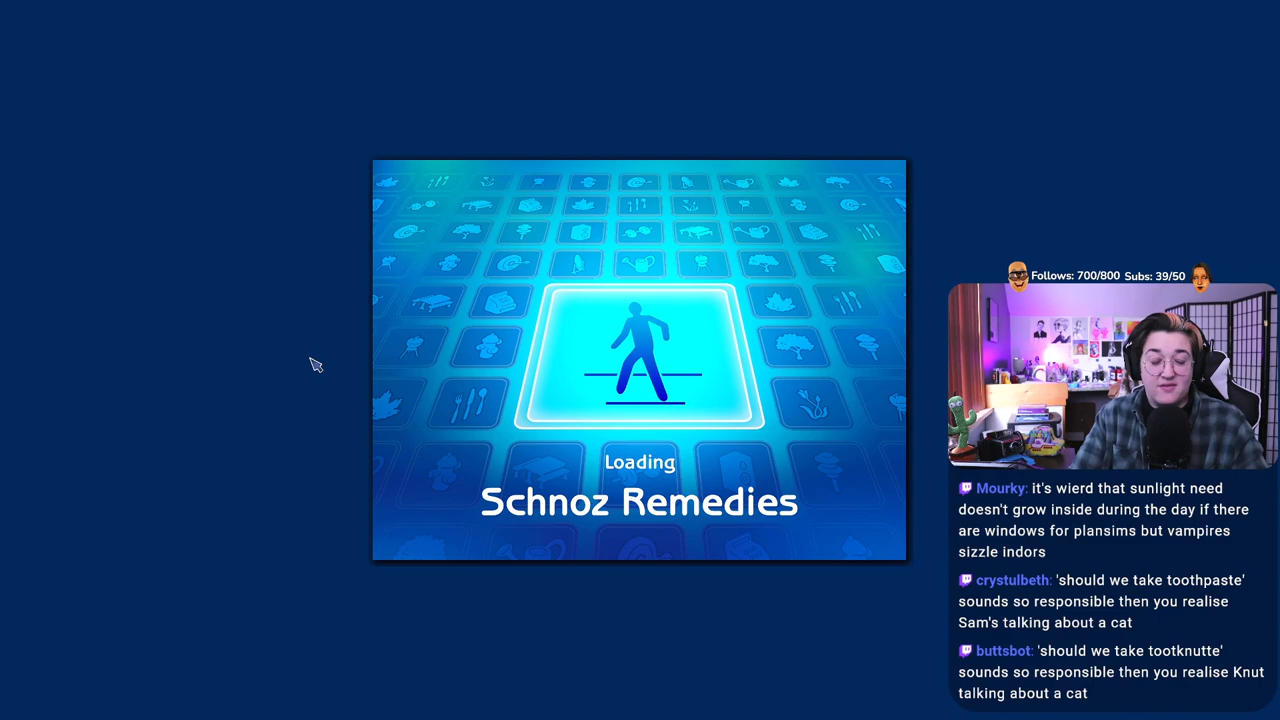 Loading
Schnoz Remedies
Follows: 700/800 Subs: 39/50
Mourky: it's wierd that sunlight need
doesn't grow inside during the day if there
are windows for plansims but vampires
sizzle indors
crystulbeth: 'should we take toothpaste'
sounds so responsible then you realise
Sam's talking about a cat
buttsbot: 'should we take tootknutte'
sounds so responsible then you realise Knut
talking about a cat